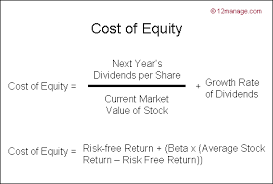 ©12manage.com
Cost of Equity
Next Year's
Dividends per Share
Cost of Equity =
Current Market
Value of Stock
+ Growth Rate
of Dividends
Cost of Equity =
Risk-free Return + (Beta x (Average Stock
Return – Risk Free Return))